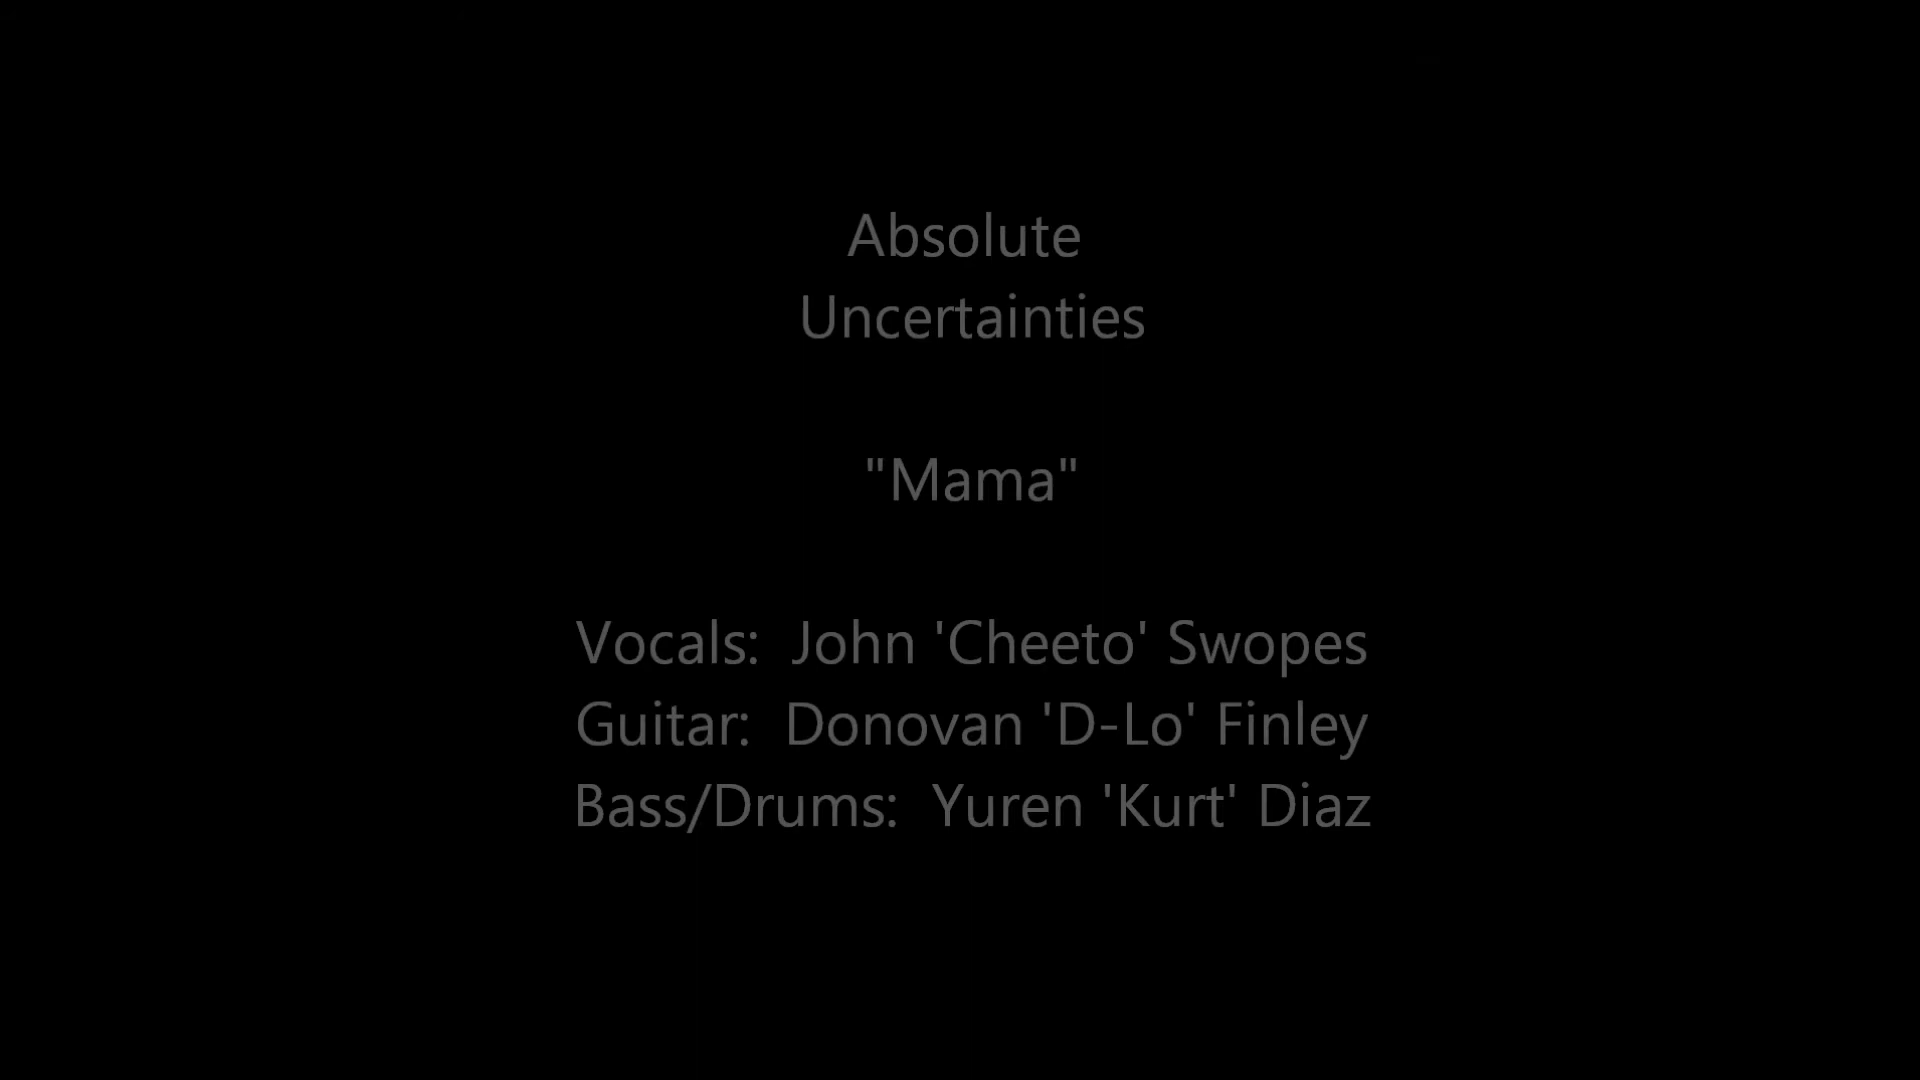 Absolute
Uncertainties
"Mama"
Vocals:  John 'Cheeto' Swopes
Guitar:  Donovan 'D-Lo' Finley
Bass/Drums:  Yuren 'Kurt' Diaz